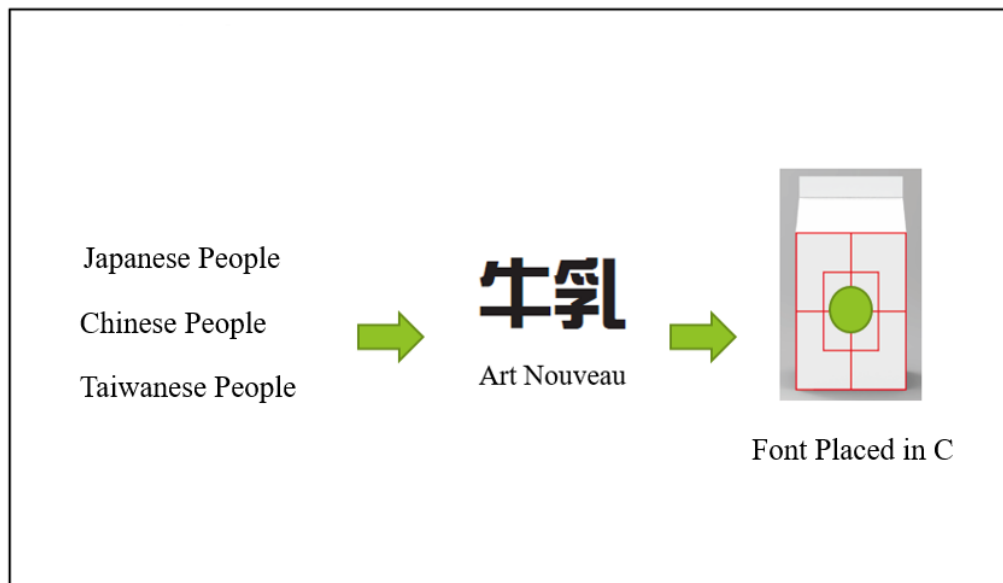 Japanese People
Chinese People
Taiwanese People
牛乳
Art Nouveau
Font Placed in C